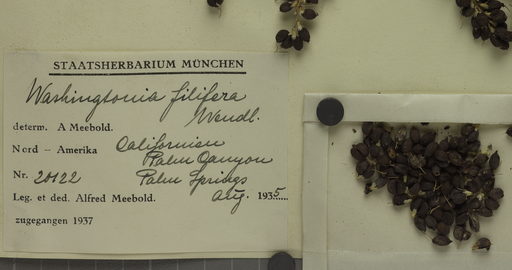 STAATSHERBARIUM MÜNCHEN
Washingtonia filifera
Wendl.
determ. A Meebold.
Nord - Amerika Californien
Palm Canyon
Nr. 20122 Palm Springs
Leg. et ded. Alfred Meebold. Aug. 1935
zugegangen 1937